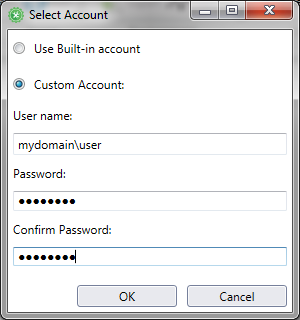 Select Account
Use Built-in account
Custom Account:
User name:
mydomain\user
Password:
●●●●●●●●
Confirm Password:
●●●●●●●●
OK
Cancel